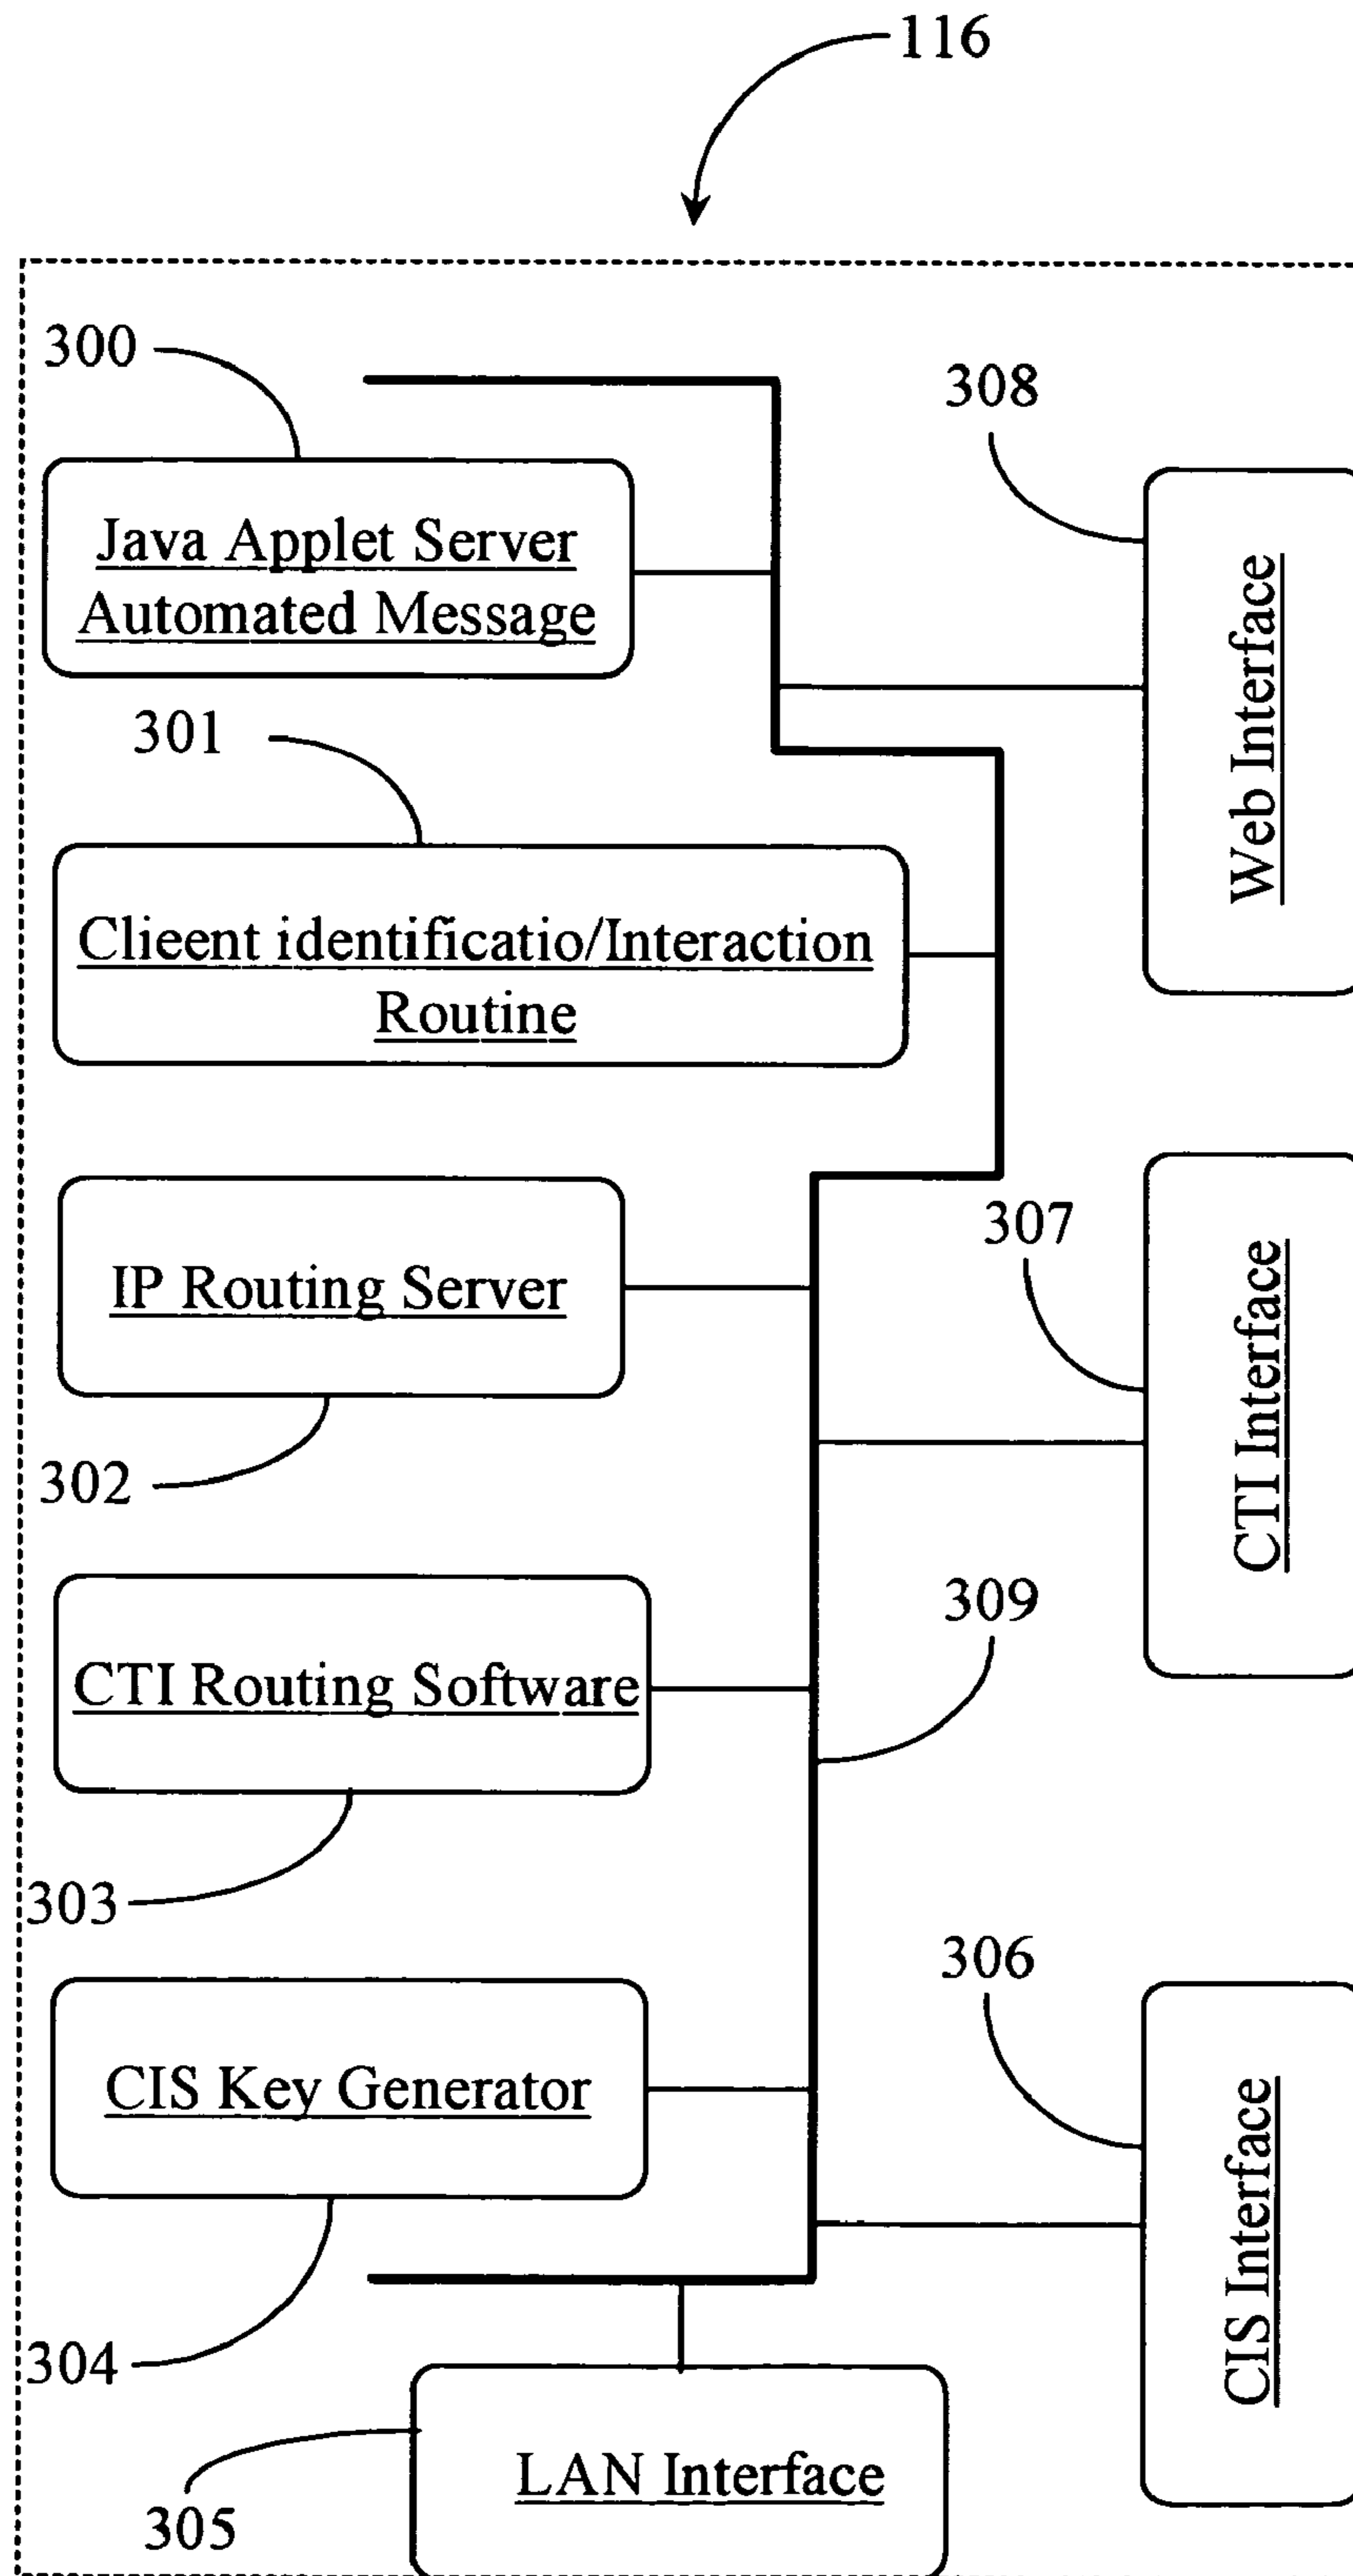 116
300
308
Java Applet Server
Automated Message
Web Interface
301
Clieent identificatio/Interaction
Routine
307
IP Routing Server
CTI Interface
302
309
CTI Routing Software
303
306
CIS Key Generator
CIS Interface
304
LAN Interface
305